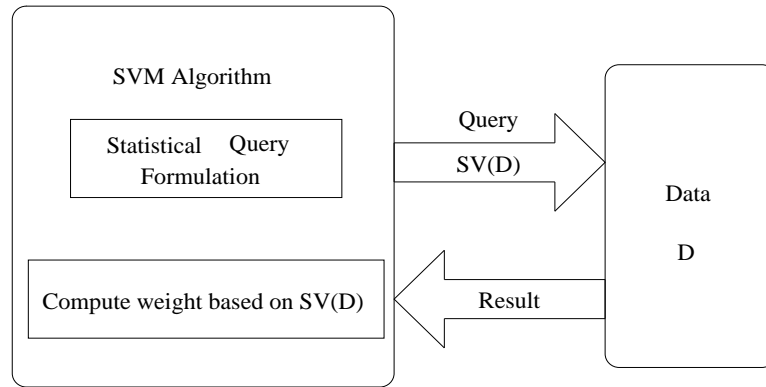 SVM Algorithm
Statistical Query
Formulation
Query
SV(D)
Data
D
Compute weight based on SV(D)
Result